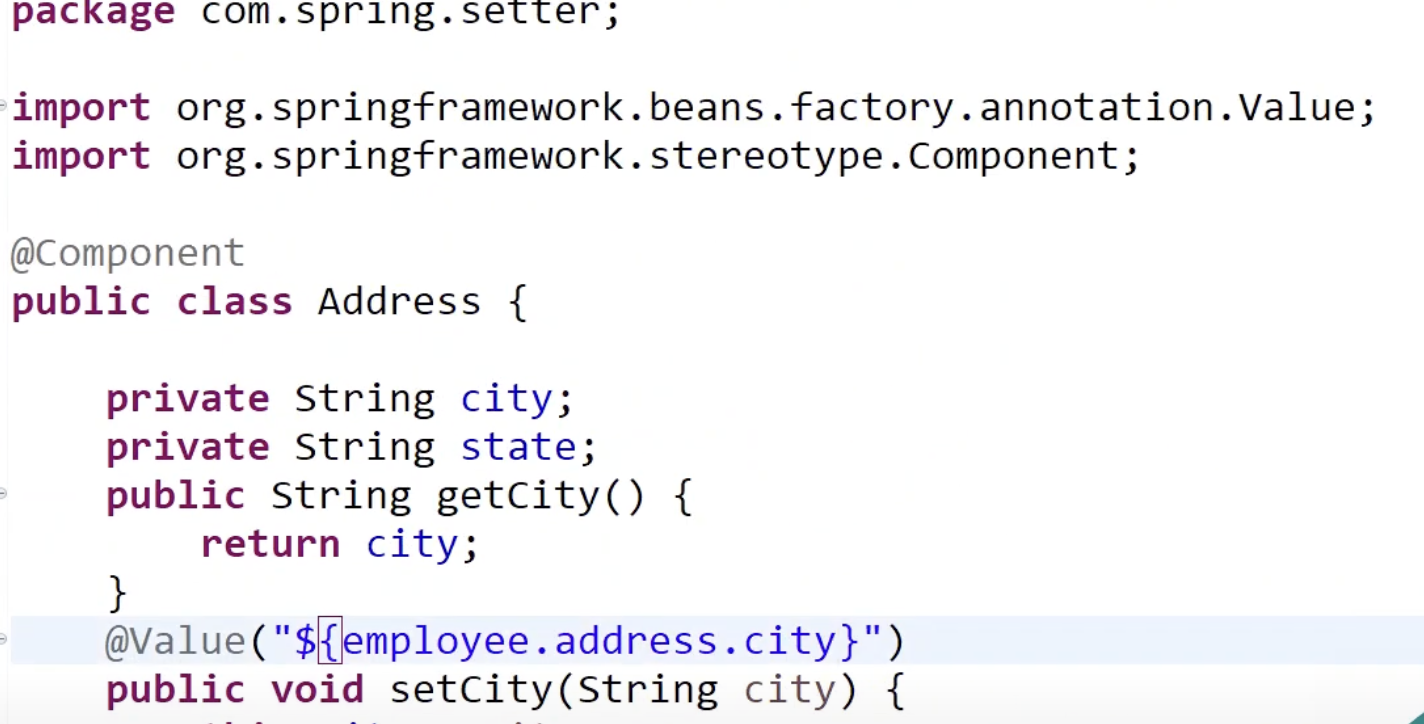 package com.spring.setter;
import org.springframework.beans.factory.annotation.Value;
import org.springframework.stereotype.Component;
@Component
public class Address {
private String city;
private String state;
public String getCity() {
return city;
}
@Value("${employee.address.city}")
public void setCity(String city) {